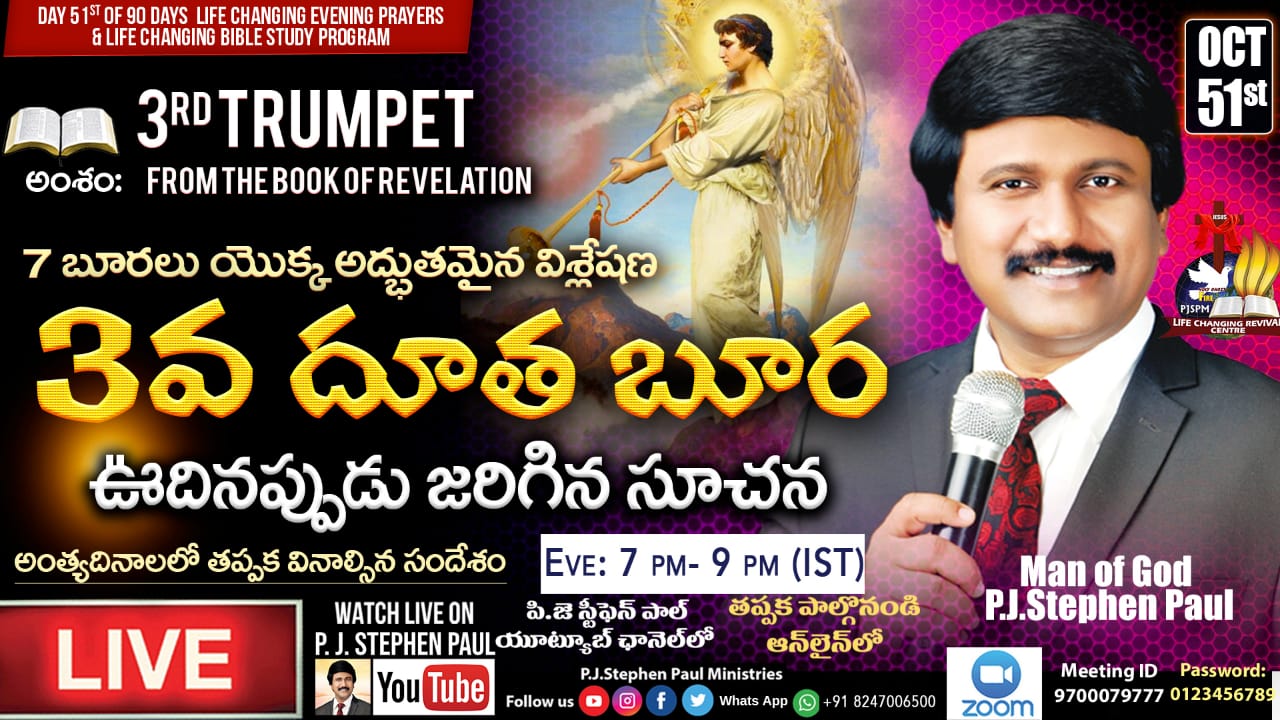 DAY 51ST OF 90 DAYS LIFE CHANGING EVENING PRAYERS
& LIFE CHANGING BIBLE STUDY PROGRAM
OCT
51st
3RD TRUMPET
అంశం: FROM THE BOOK OF REVELATION
7 బూరలు యొక్క అద్భుతమైన విశ్లేషణ
3వ దూత బూర
ఊదినప్పుడు జరిగిన సూచన
అంత్యదినాలలో తప్పక వినాల్సిన సందేశం
EVE: 7 PM- 9 PM (IST)
JESUS
HOLY GHOST
FIRE
PJSPM
LIFE CHANGING REVIVAL
CENTRE
Man of God
P.J.Stephen Paul
LIVE
WATCH LIVE ON
P. J. STEPHEN PAUL
YouTube
పి.జె స్టీఫెన్ పాల్
యూట్యూబ్ ఛానెల్‌లో
తప్పక పాల్గొనండి
ఆన్‌లైన్‌లో
P.J.Stephen Paul Ministries
Follow us
Whats App +91 8247006500
zoom
Meeting ID
9700079777
Password:
0123456789